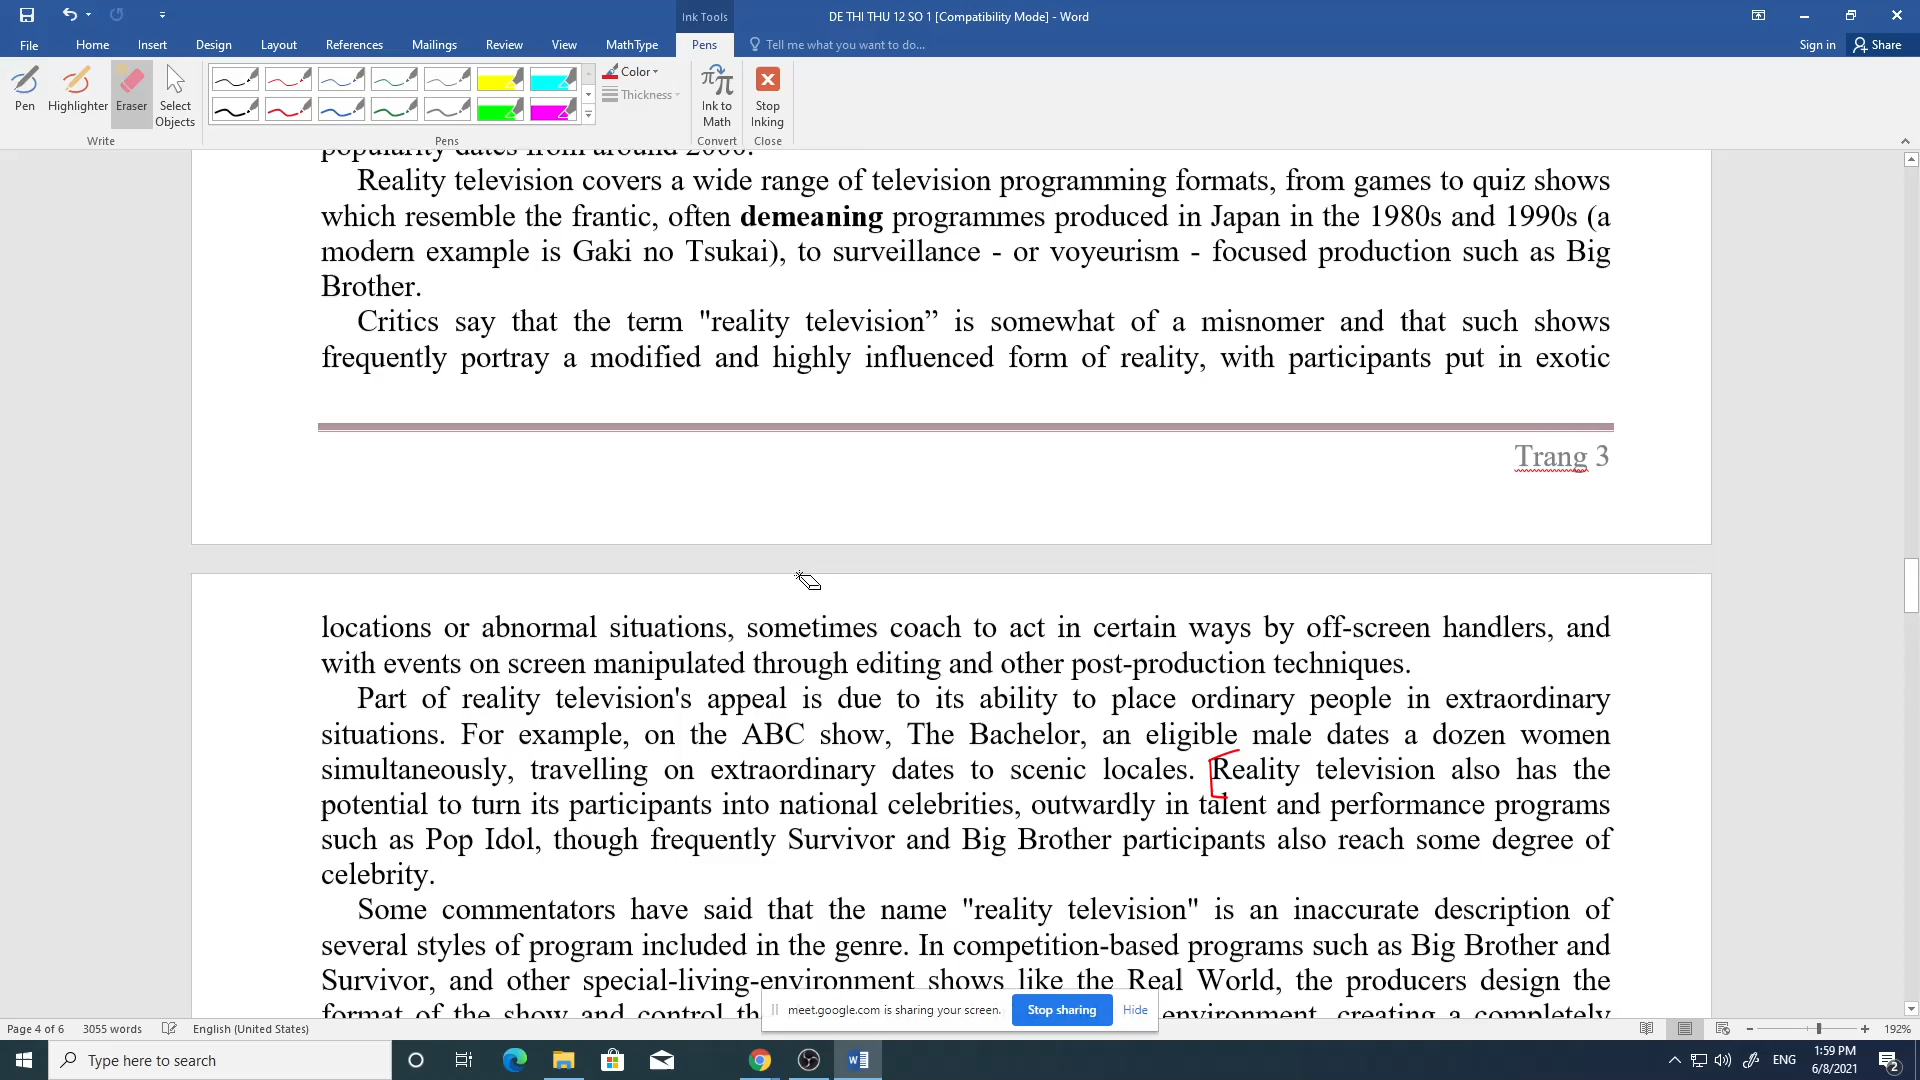 Ink Tools
DE THI THU 12 SO 1 [Compatibility Mode] - Word
File Home Insert Design Layout References Mailings Review View MathType Pens Tell me what you want to do... Sign in Share
Pen Highlighter Eraser Select Objects
Color
Thickness
Ink to Math
Stop Inking
Write Pens Convert Close
popularity dates from around 2000.
Reality television covers a wide range of television programming formats, from games to quiz shows
which resemble the frantic, often demeaning programmes produced in Japan in the 1980s and 1990s (a
modern example is Gaki no Tsukai), to surveillance - or voyeurism - focused production such as Big
Brother.
Critics say that the term "reality television” is somewhat of a misnomer and that such shows
frequently portray a modified and highly influenced form of reality, with participants put in exotic
Trang 3
locations or abnormal situations, sometimes coach to act in certain ways by off-screen handlers, and
with events on screen manipulated through editing and other post-production techniques.
Part of reality television's appeal is due to its ability to place ordinary people in extraordinary
situations. For example, on the ABC show, The Bachelor, an eligible male dates a dozen women
simultaneously, travelling on extraordinary dates to scenic locales. Reality television also has the
potential to turn its participants into national celebrities, outwardly in talent and performance programs
such as Pop Idol, though frequently Survivor and Big Brother participants also reach some degree of
celebrity.
Some commentators have said that the name "reality television" is an inaccurate description of
several styles of program included in the genre. In competition-based programs such as Big Brother and
Survivor, and other special-living-environment shows like the Real World, the producers design the
format of the show and control th environment, creating a completely
meet.google.com is sharing your screen. Stop sharing Hide
Page 4 of 6 3055 words English (United States) 192%
Type here to search
ENG
1:59 PM
6/8/2021
2